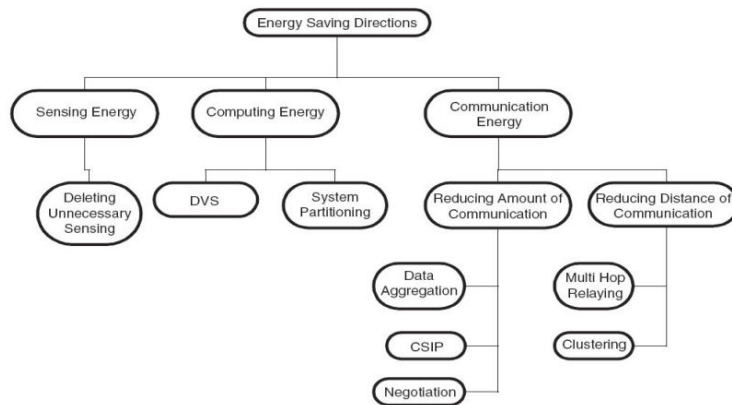 Energy Saving Directions
Sensing Energy
Computing Energy
Communication
Energy
Deleting
Unnecessary
Sensing
DVS
System
Partitioning
Reducing Amount of
Communication
Reducing Distance of
Communication
Data
Aggregation
Multi Hop
Relaying
CSIP
Clustering
Negotiation